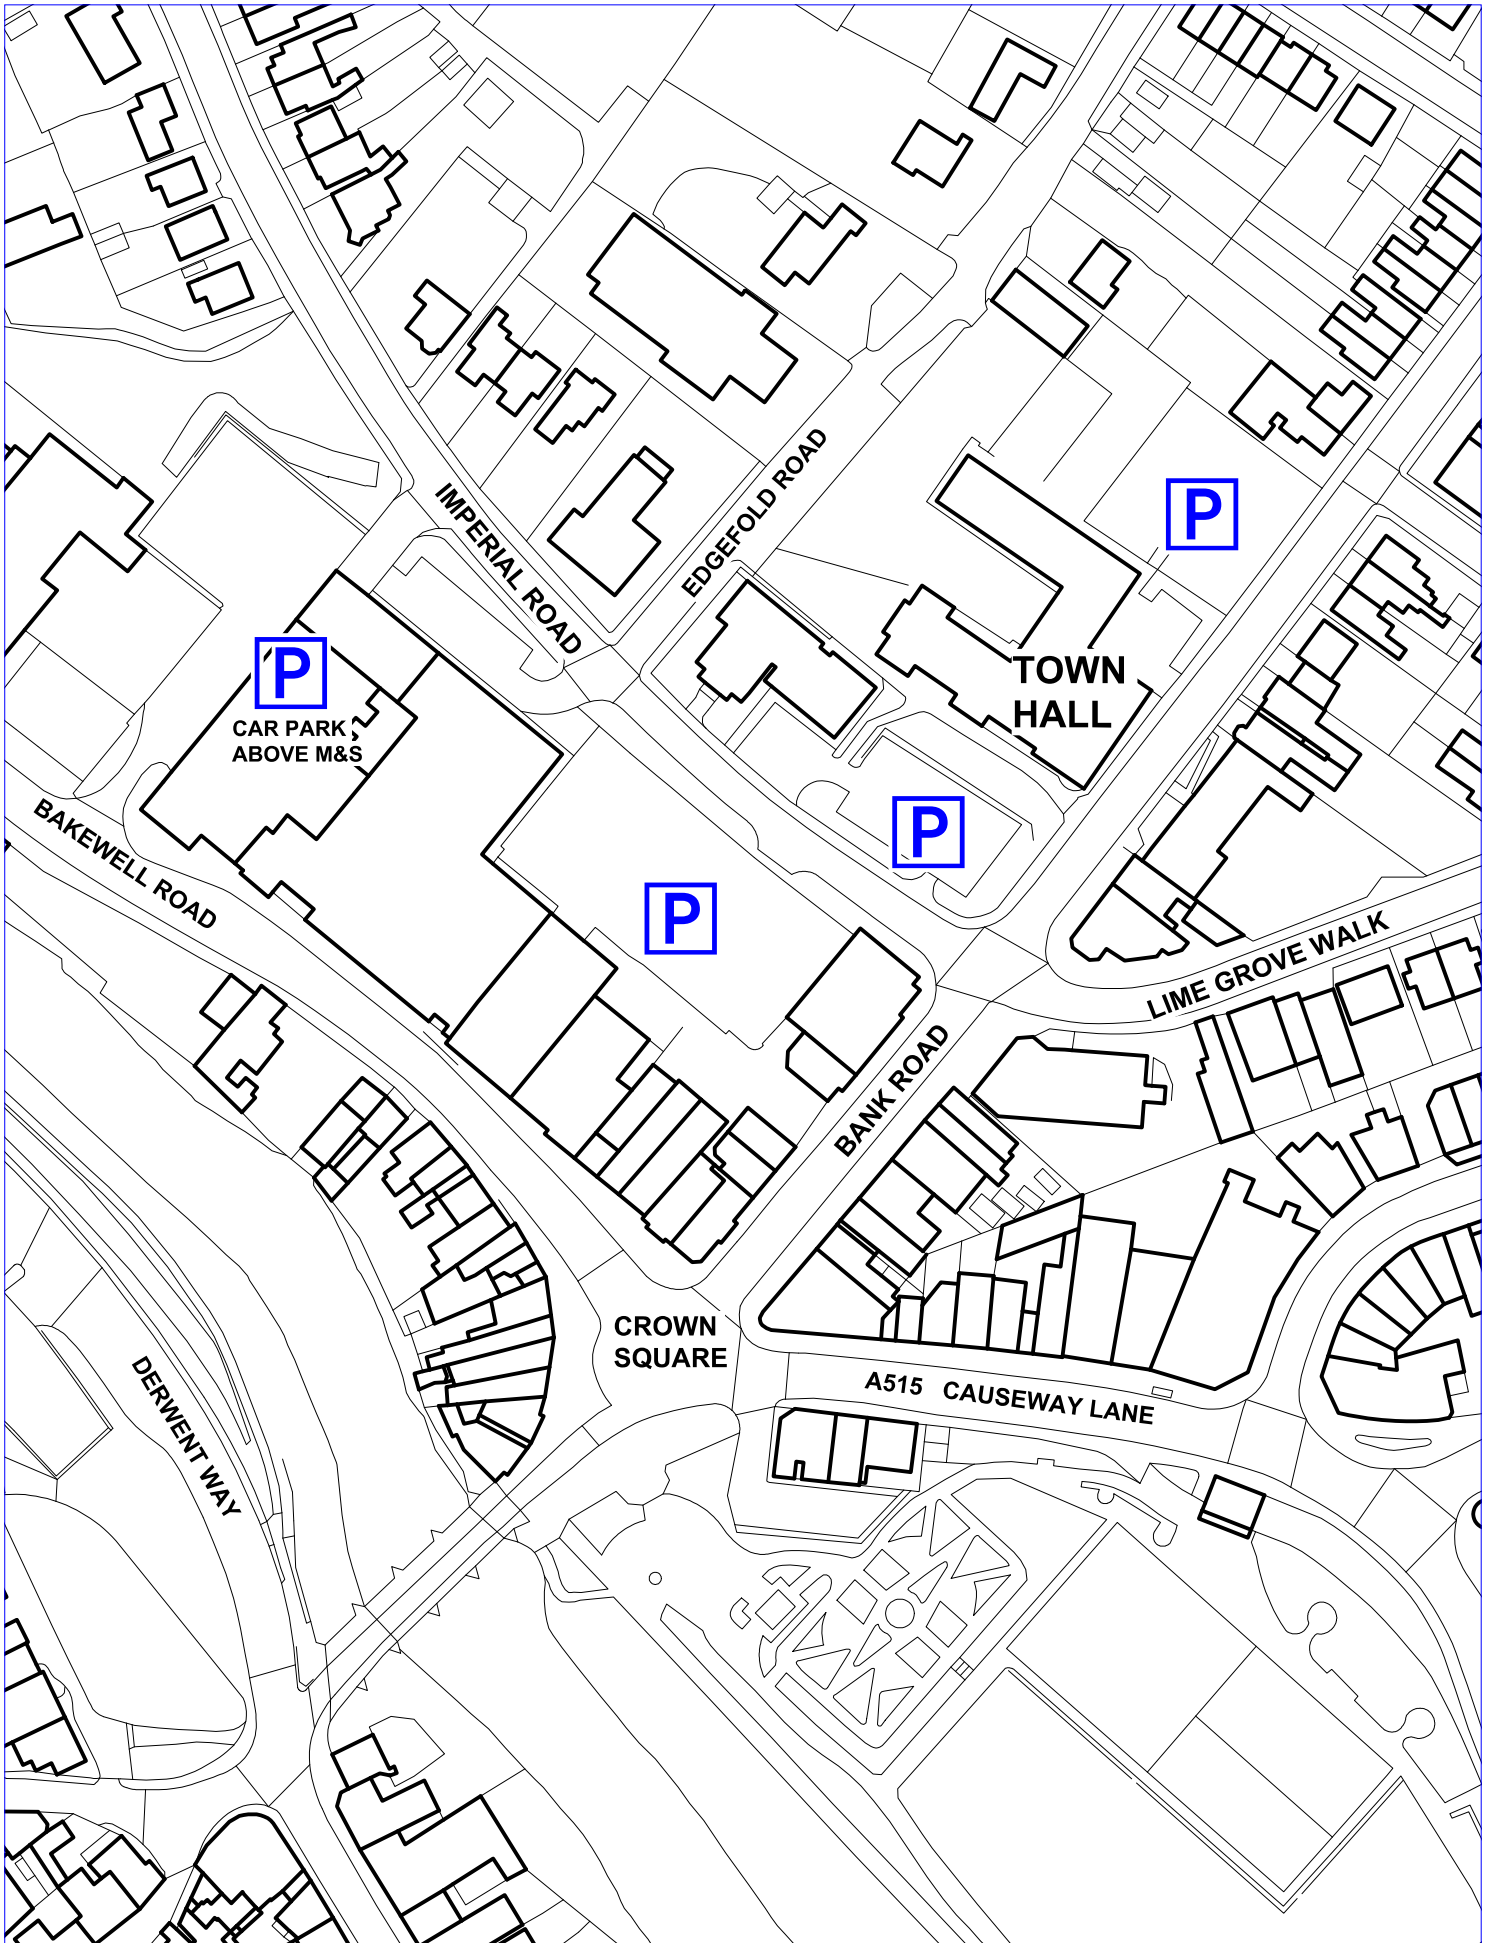 IMPERIAL ROAD
EDGEFOLD ROAD
P
P
CAR PARK
ABOVE M&S
TOWN
HALL
BAKEWELL ROAD
P
P
LIME GROVE WALK
BANK ROAD
CROWN
SQUARE
A515 CAUSEWAY LANE
DERWENT WAY